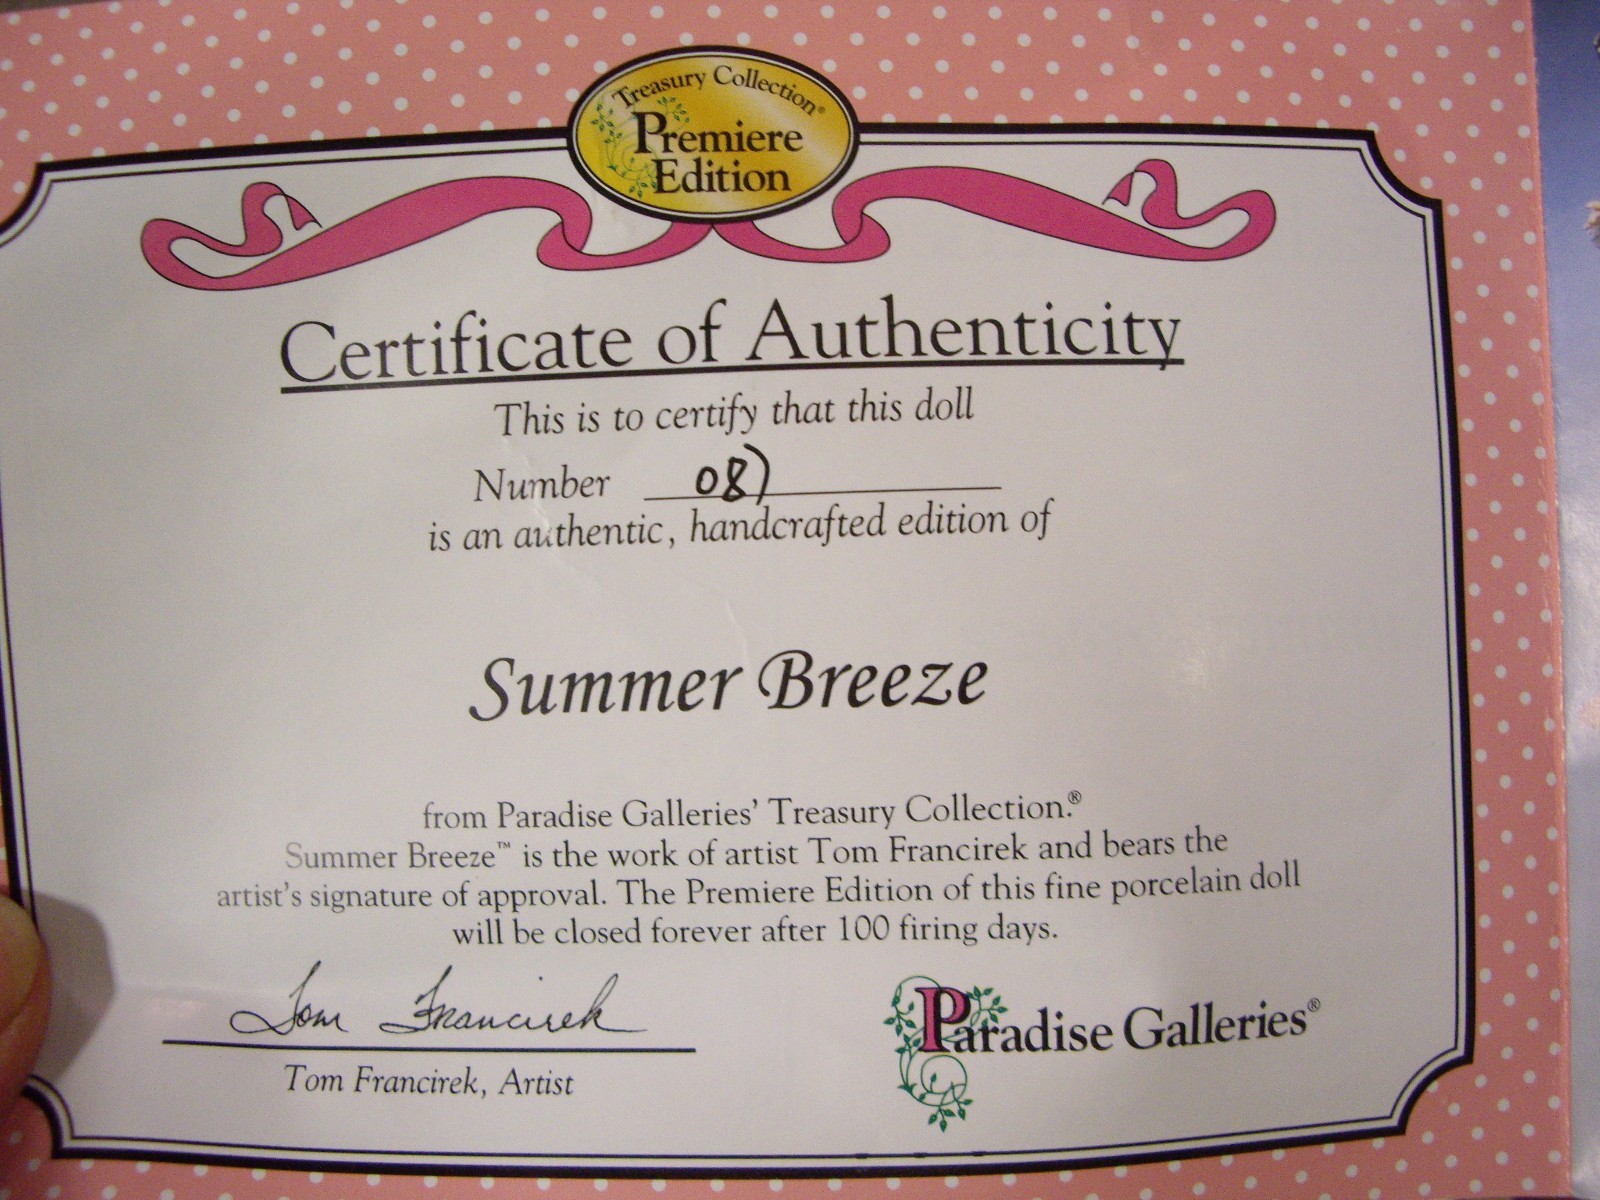 Treasury Collection®
Premiere
Edition
Certificate of Authenticity
This is to certify that this doll
Number 087
is an authentic, handcrafted edition of
Summer Breeze
from Paradise Galleries' Treasury Collection.®
Summer Breeze™ is the work of artist Tom Francirek and bears the
artist's signature of approval. The Premiere Edition of this fine porcelain doll
will be closed forever after 100 firing days.
Tom Francirek
Tom Francirek, Artist
Paradise Galleries®